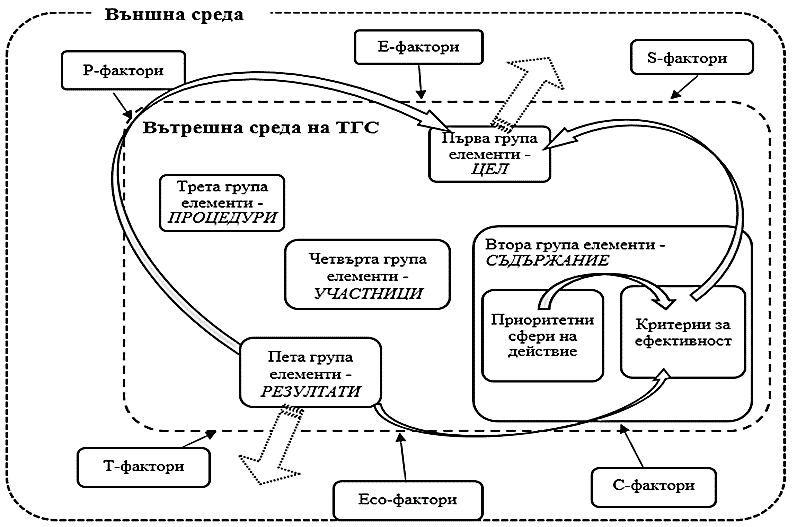 Външна среда
Е-фактори
Р-фактори
S-фактори
Вътрешна среда на ТГС
Първа група
елементи -
ЦЕЛ
Трета група
елементи -
ПРОЦЕДУРИ
Втора група елементи -
СЪДЪРЖАНИЕ
Четвърта група
елементи -
УЧАСТНИЦИ
Приоритетни
сфери на
действие
Критерии за
ефективност
Пета група
елементи -
РЕЗУЛТАТИ
Т-фактори
Eco-фактори
С-фактори